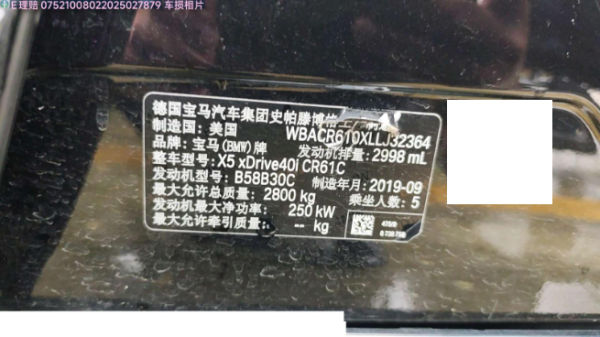 E理赔 07521008022025027879 车损相片
德国宝马汽车集团史帕滕博格工厂制造
制造国：美国 WBACR610XLLJ32364
品牌：宝马(BMW)牌 发动机排量：2998 mL
整车型号：X5 xDrive40i CR61C
发动机型号：B58B30C 制造年月：2019-09
最大允许总质量：2800 kg 乘坐人数：5
发动机最大净功率：250 kW
最大允许牵引质量：-- kg